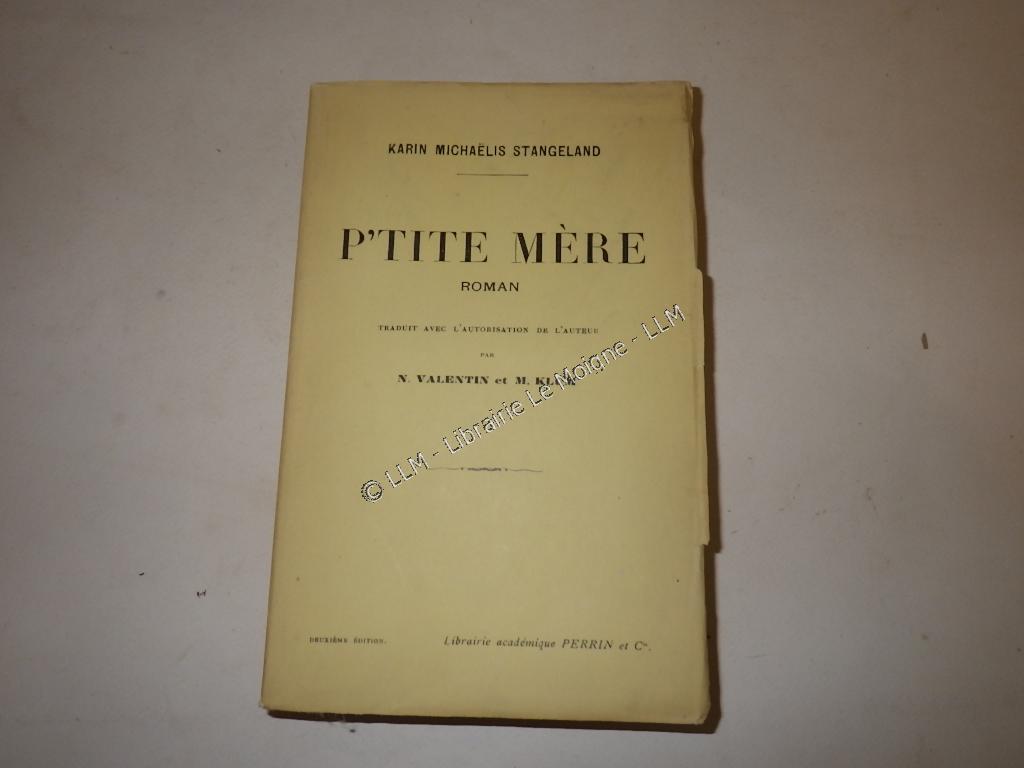 KARIN MICHAËLIS STANGELAND
P'TITE MÈRE
ROMAN
TRADUIT AVEC L'AUTORISATION DE L'AUTEUR
PAR
N. VALENTIN et M.
© LLM - Librairie Le Moigne - LLM
DEUXIÈME ÉDITION.
Librairie académique PERRIN et Cie.